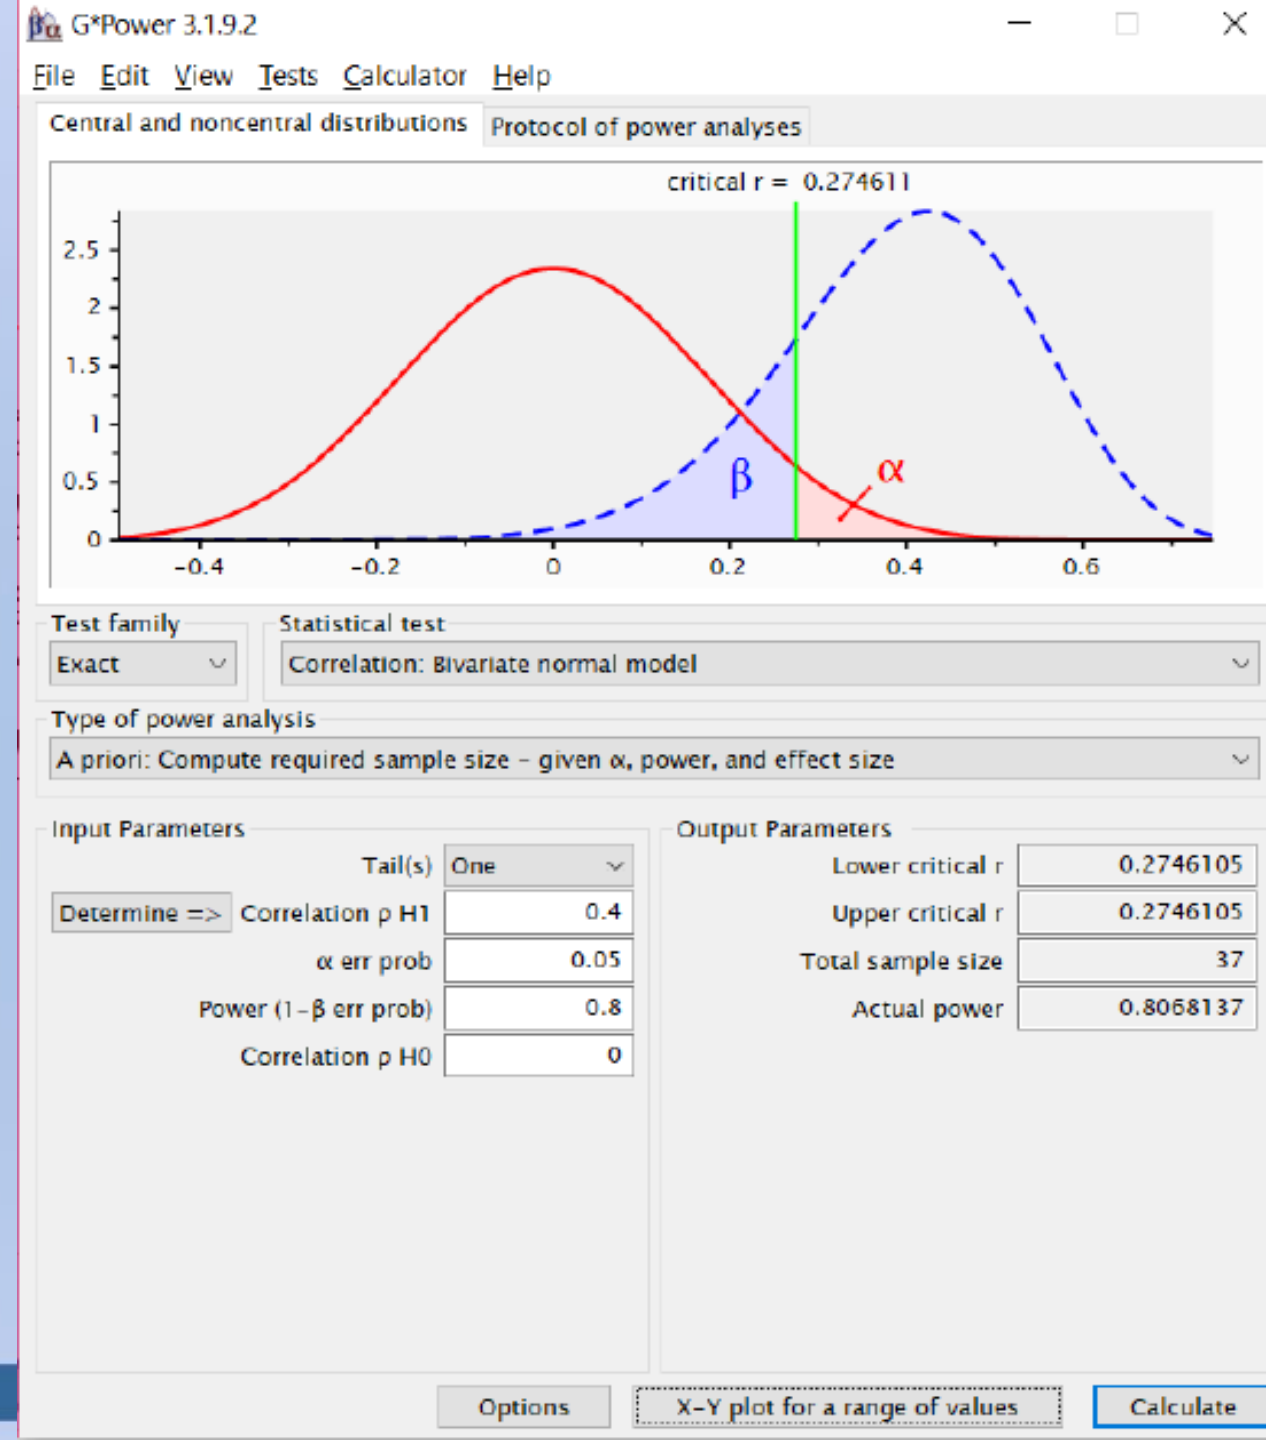 G*Power 3.1.9.2
File Edit View Tests Calculator Help
Central and noncentral distributions Protocol of power analyses
critical r = 0.274611
2.5
2
1.5
1
0.5
0
β
α
-0.4 -0.2 0 0.2 0.4 0.6
Test family Statistical test
Exact Correlation: Bivariate normal model
Type of power analysis
A priori: Compute required sample size - given α, power, and effect size
Input Parameters
Tail(s) One
Determine => Correlation ρ H1 0.4
α err prob 0.05
Power (1-β err prob) 0.8
Correlation ρ H0 0
Output Parameters
Lower critical r 0.2746105
Upper critical r 0.2746105
Total sample size 37
Actual power 0.8068137
Options X-Y plot for a range of values Calculate